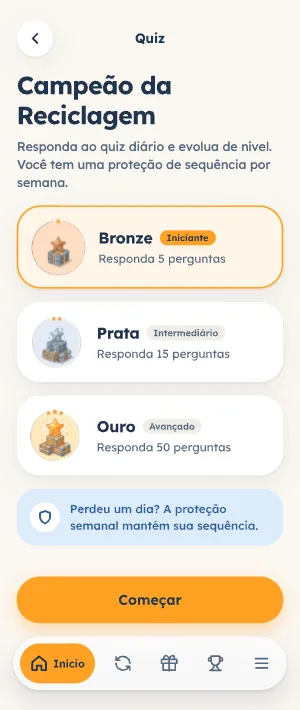 Quiz
Campeão da
Reciclagem
Responda ao quiz diário e evolua de nível.
Você tem uma proteção de sequência por
semana.
Bronze Iniciante
Responda 5 perguntas
Prata Intermediário
Responda 15 perguntas
Ouro Avançado
Responda 50 perguntas
Perdeu um dia? A proteção
semanal mantém sua sequência.
Começar
Início